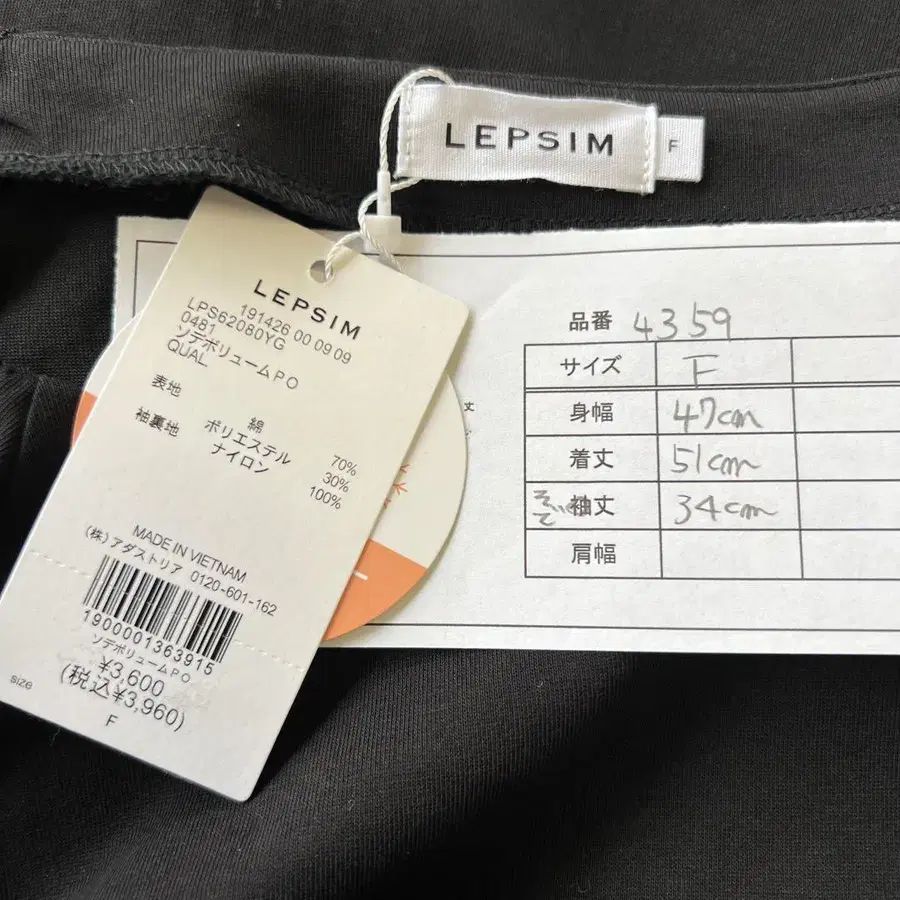 LEPSIM
F
LEPSIM
191426 00 09 09
LPS62080YG
0481
ソデボリュームPO
QUAL
表地 綿 70%
ポリエステル 30%
袖裏地 ナイロン 100%
MADE IN VIETNAM
(株)アダストリア 0120-601-162
1900001363915
ソデボリュームPO
¥3,600
(税込¥3,960)
size
F
丈
品番 4359
サイズ F
身幅 47cm
着丈 51cm
袖丈 34cm
肩幅